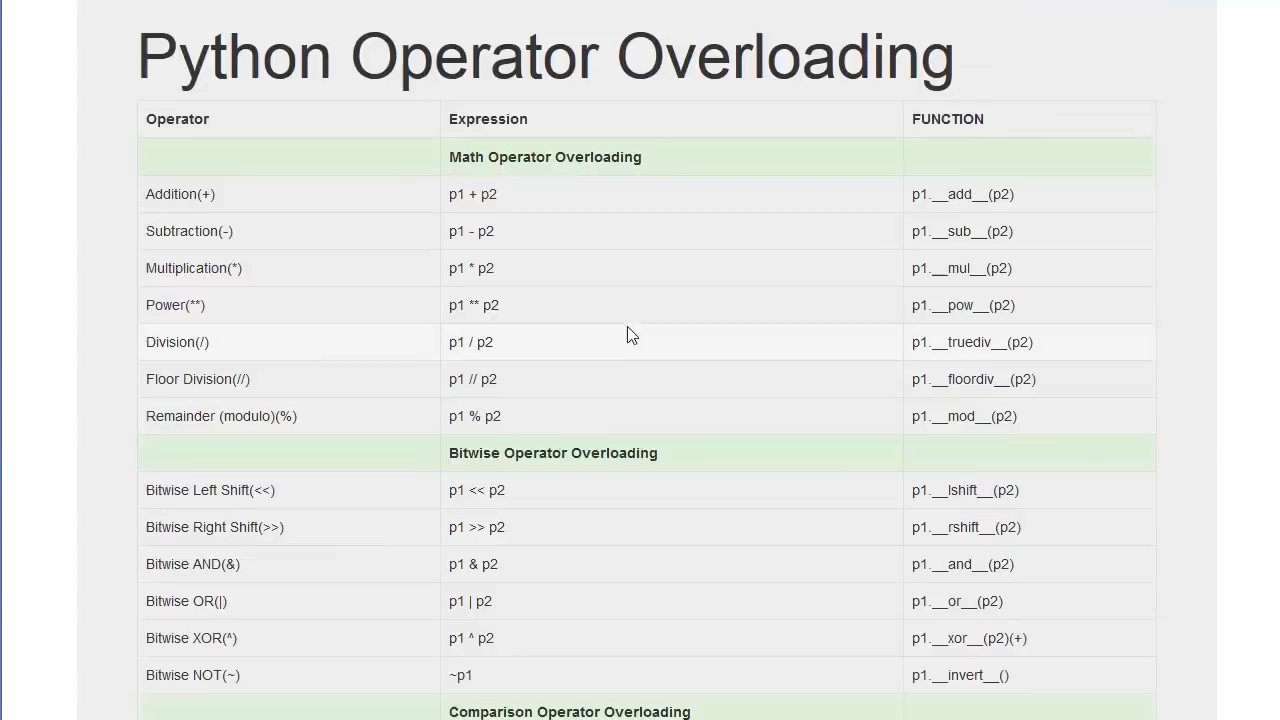 Python Operator Overloading
Operator Expression FUNCTION
Math Operator Overloading
Addition(+) p1 + p2 p1.__add__(p2)
Subtraction(-) p1 - p2 p1.__sub__(p2)
Multiplication(*) p1 * p2 p1.__mul__(p2)
Power(**) p1 ** p2 p1.__pow__(p2)
Division(/) p1 / p2 p1.__truediv__(p2)
Floor Division(//) p1 // p2 p1.__floordiv__(p2)
Remainder (modulo)(%) p1 % p2 p1.__mod__(p2)
Bitwise Operator Overloading
Bitwise Left Shift(<<) p1 << p2 p1.__lshift__(p2)
Bitwise Right Shift(>>) p1 >> p2 p1.__rshift__(p2)
Bitwise AND(&) p1 & p2 p1.__and__(p2)
Bitwise OR(|) p1 | p2 p1.__or__(p2)
Bitwise XOR(^) p1 ^ p2 p1.__xor__(p2)(+)
Bitwise NOT(~) ~p1 p1.__invert__()
Comparison Operator Overloading